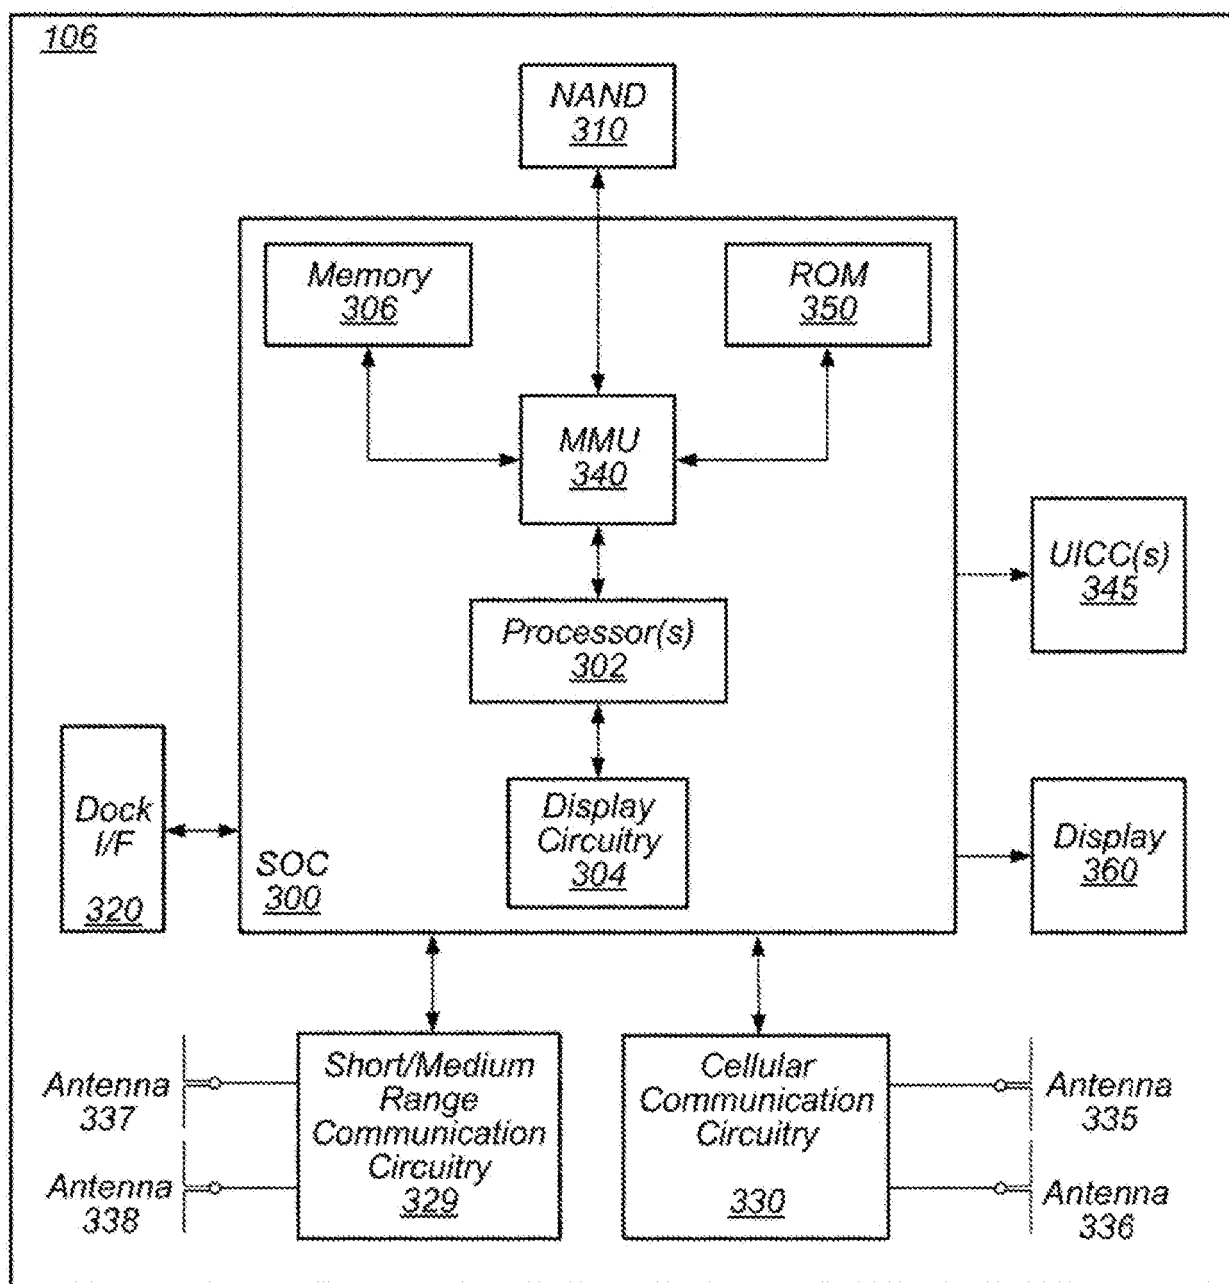 106
NAND
310
Memory
306
ROM
350
MMU
340
UICC(s)
345
Processor(s)
302
Dock
I/F
320
Display
Circuitry
304
SOC
300
Display
360
Short/Medium
Range
Communication
Circuitry
329
Cellular
Communication
Circuitry
330
Antenna
337
Antenna
338
Antenna
335
Antenna
336